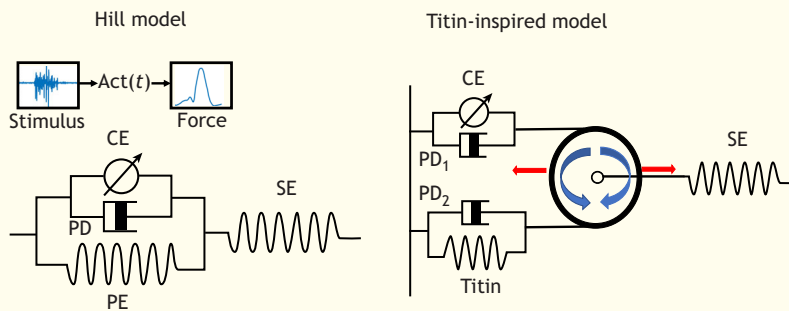 Hill model
Stimulus
Act(t)
Force
CE
PD
PE
SE
Titin-inspired model
CE
PD₁
PD₂
Titin
SE